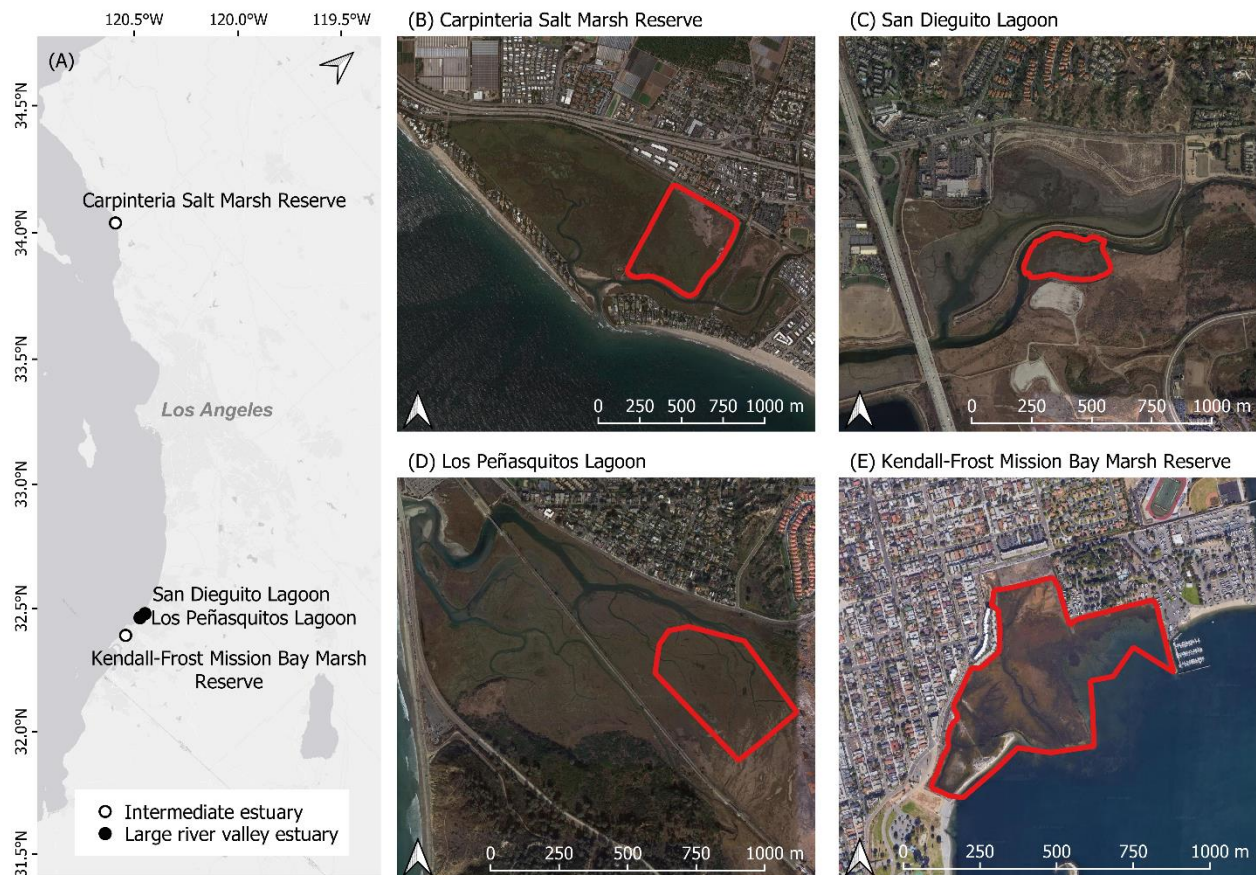 120.5°W 120.0°W 119.5°W
(A)
34.5°N
34.0°N
33.5°N
33.0°N
32.5°N
32.0°N
31.5°N
Carpinteria Salt Marsh Reserve
Los Angeles
San Dieguito Lagoon
Los Peñasquitos Lagoon
Kendall-Frost Mission Bay Marsh
Reserve
Intermediate estuary
Large river valley estuary
(B) Carpinteria Salt Marsh Reserve
0 250 500 750 1000 m
(C) San Dieguito Lagoon
0 250 500 750 1000 m
(D) Los Peñasquitos Lagoon
0 250 500 750 1000 m
(E) Kendall-Frost Mission Bay Marsh Reserve
0 250 500 750 1000 m